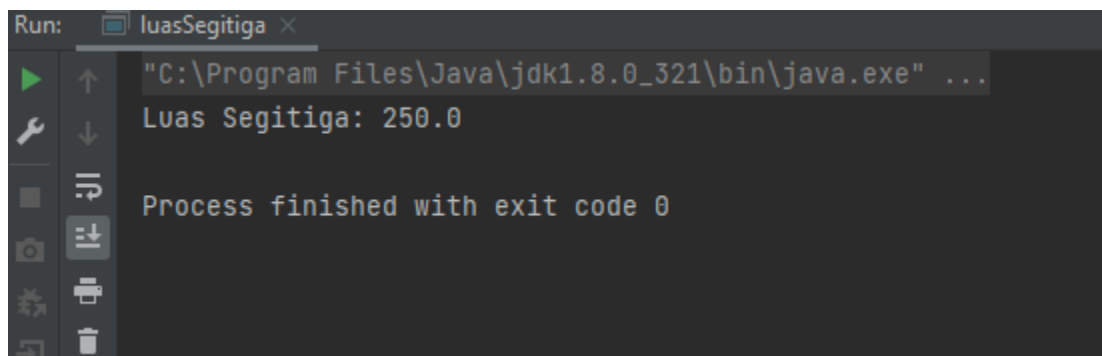 Run: luasSegitiga
"C:\Program Files\Java\jdk1.8.0_321\bin\java.exe" ...
Luas Segitiga: 250.0
Process finished with exit code 0